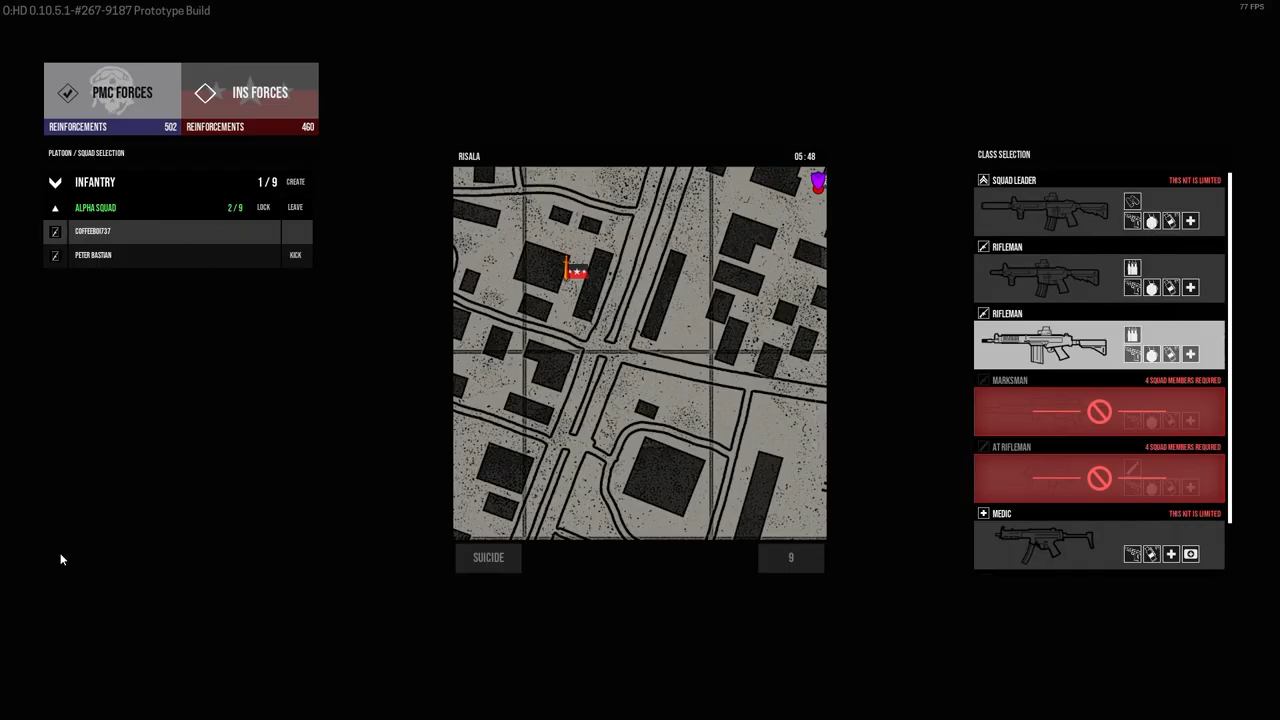 O:HD 0.10.5.1-#267-9187 Prototype Build
77 FPS
PMC FORCES
INS FORCES
REINFORCEMENTS 502
REINFORCEMENTS 460
PLATOON / SQUAD SELECTION
INFANTRY 1/9 CREATE
ALPHA SQUAD 2/9 LOCK LEAVE
COFFEEBOI737
PETER BASTIAN KICK
RISALA 05:48
SUICIDE
9
CLASS SELECTION
SQUAD LEADER THIS KIT IS LIMITED
RIFLEMAN
RIFLEMAN
MARKSMAN 4 SQUAD MEMBERS REQUIRED
AT RIFLEMAN 4 SQUAD MEMBERS REQUIRED
MEDIC THIS KIT IS LIMITED